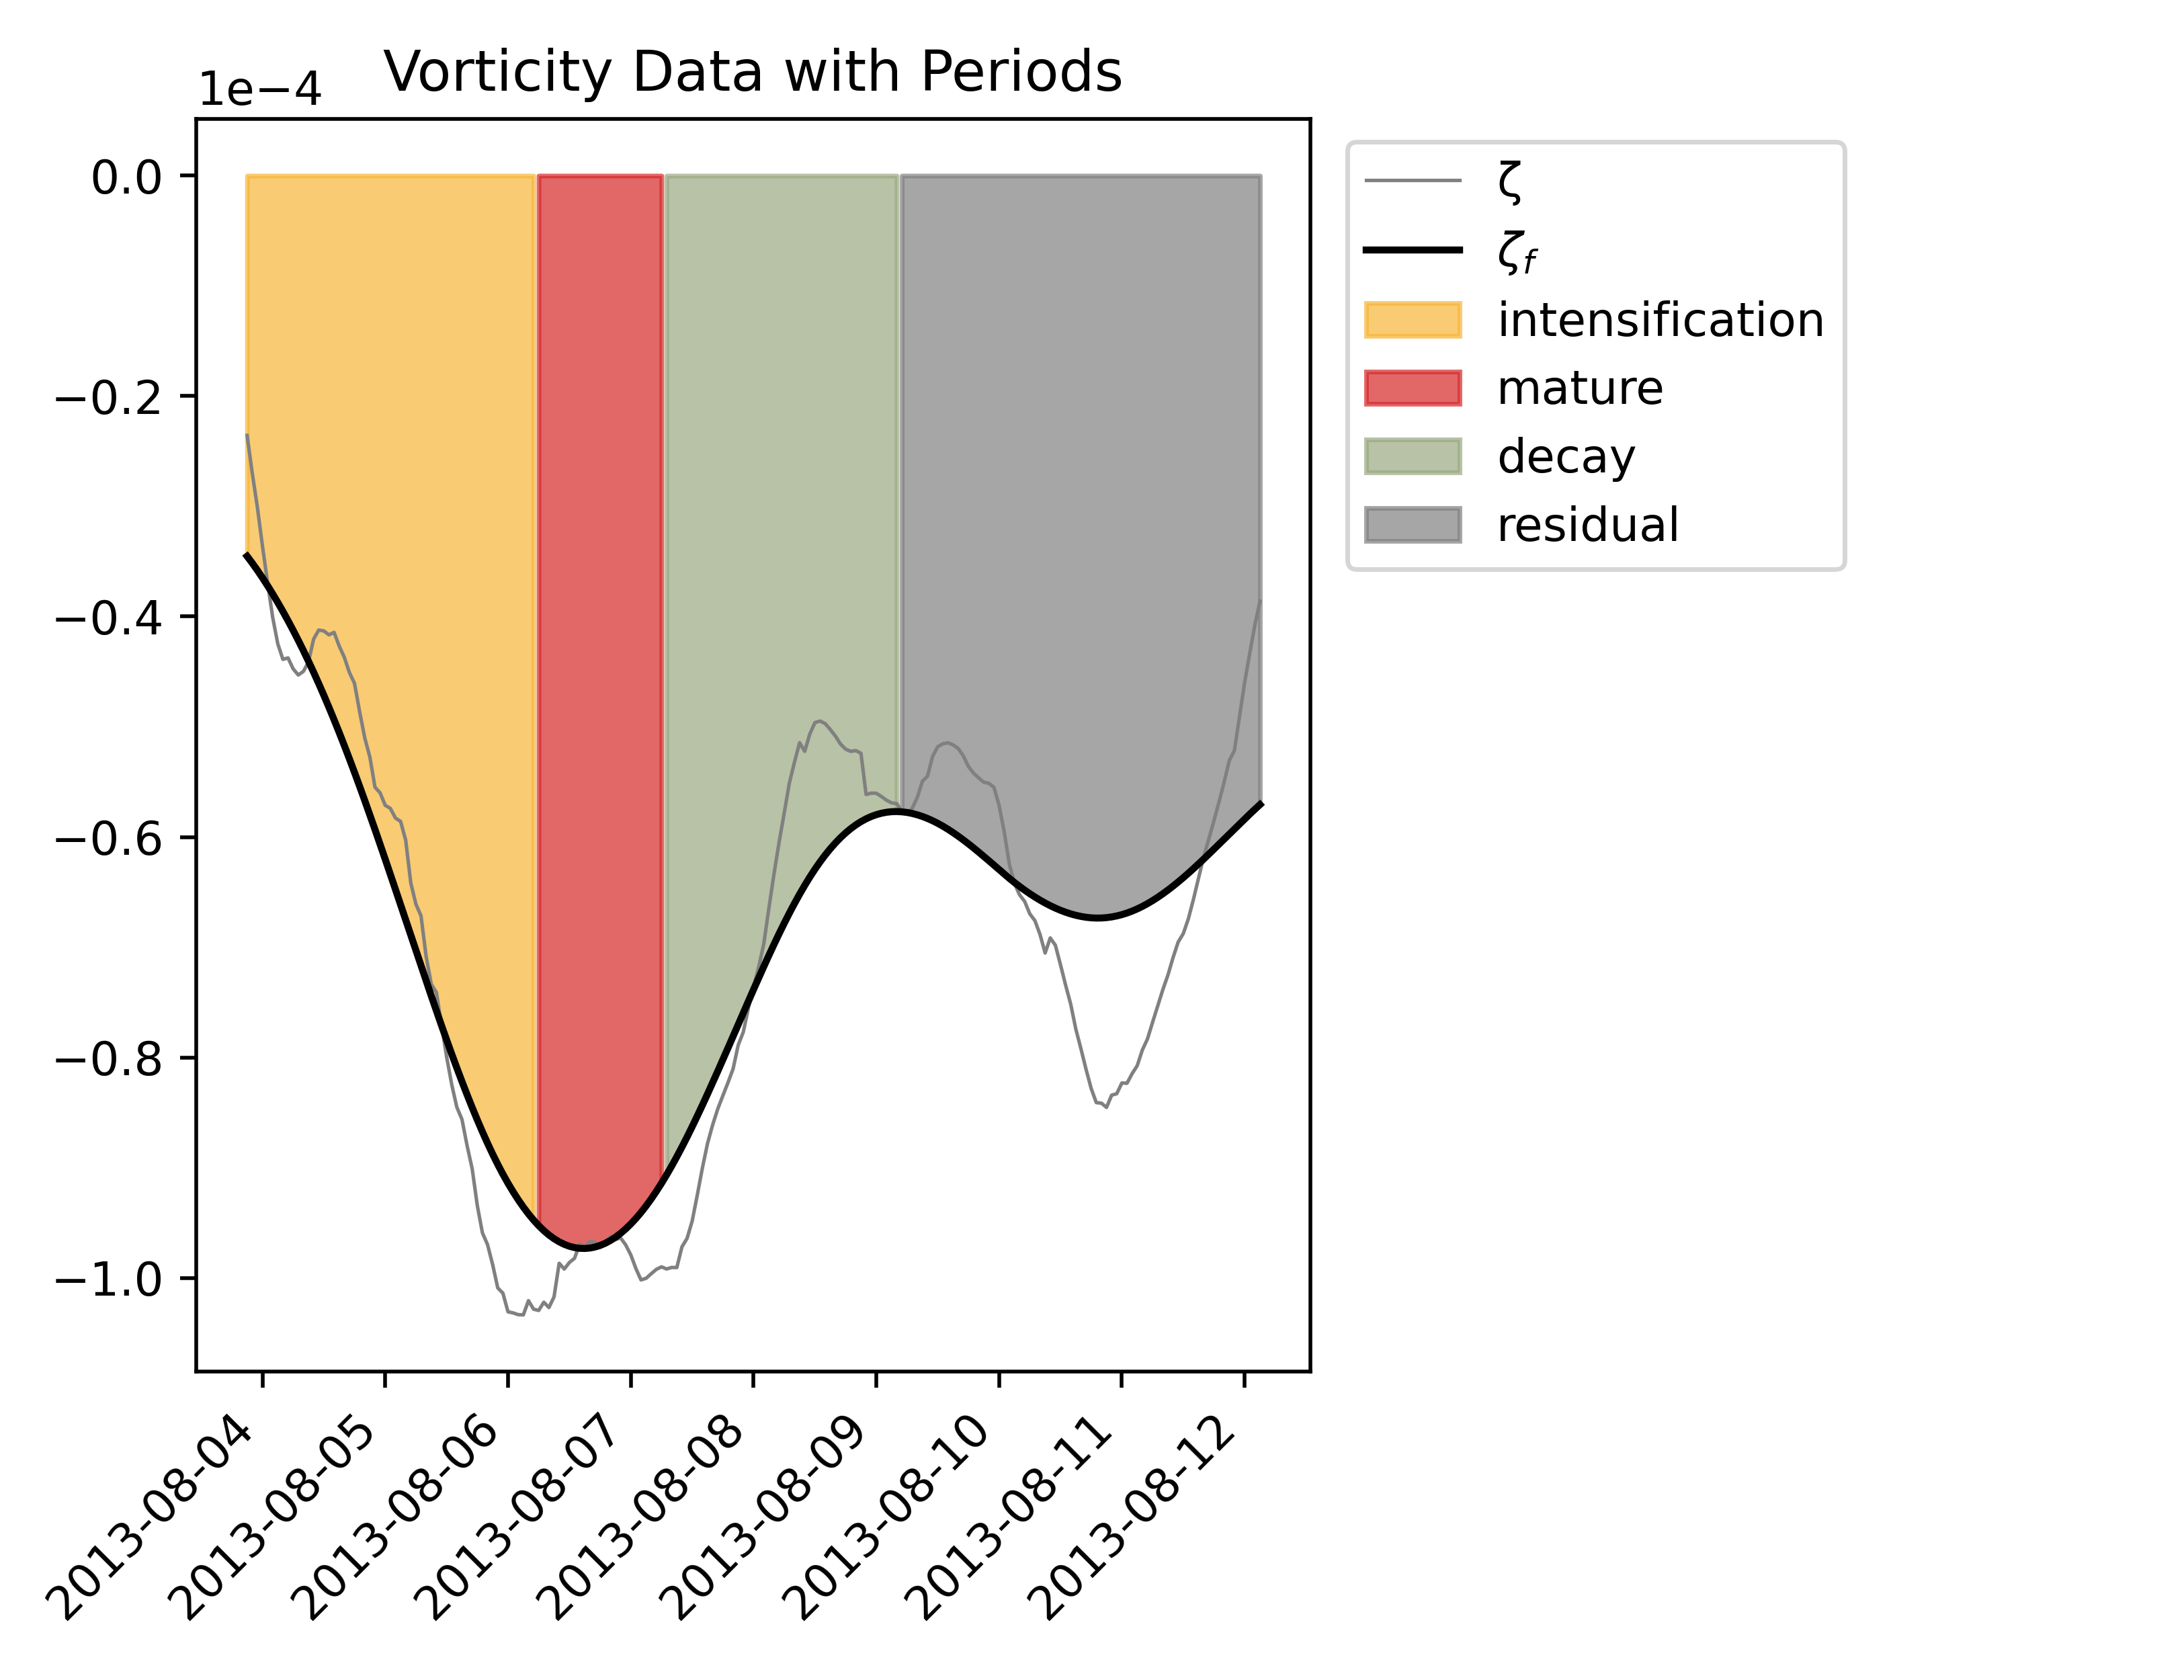 Vorticity Data with Periods
1e−4
0.0
−0.2
−0.4
−0.6
−0.8
−1.0
2013-08-04
2013-08-05
2013-08-06
2013-08-07
2013-08-08
2013-08-09
2013-08-10
2013-08-11
2013-08-12
ζ
ζf
intensification
mature
decay
residual